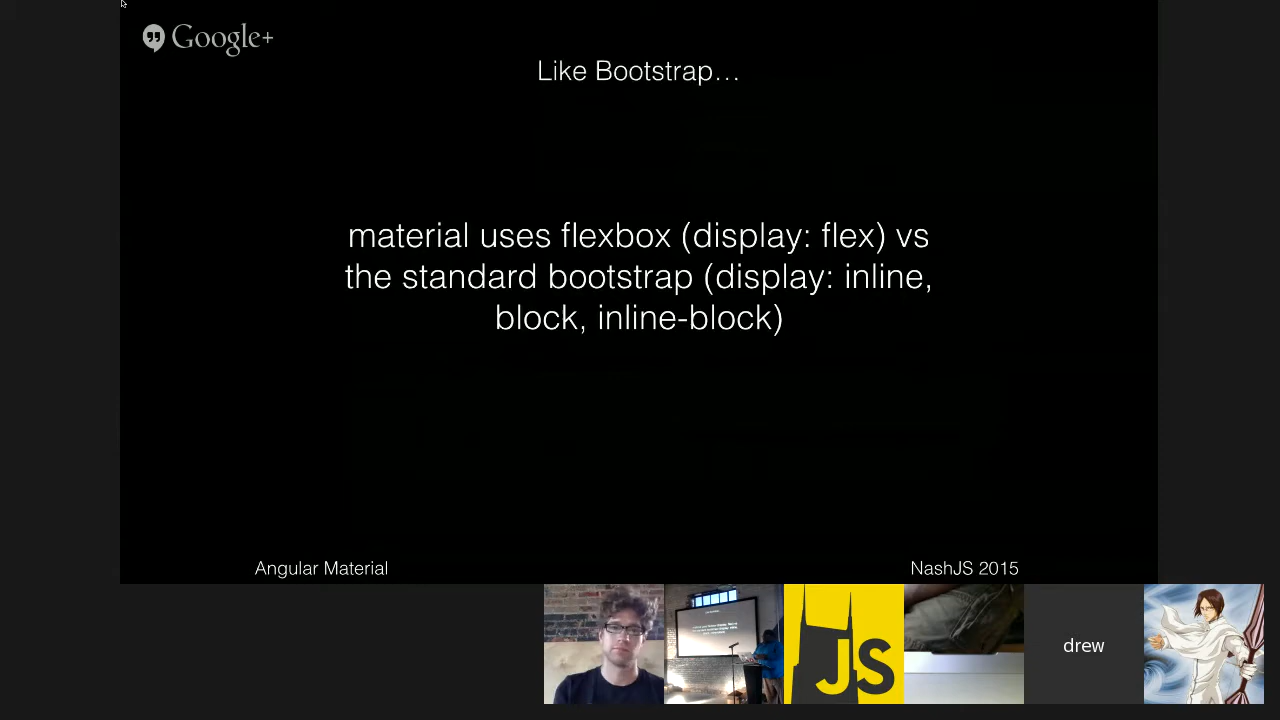 Google+
Like Bootstrap...
material uses flexbox (display: flex) vs
the standard bootstrap (display: inline,
block, inline-block)
Angular Material
NashJS 2015
JS
drew